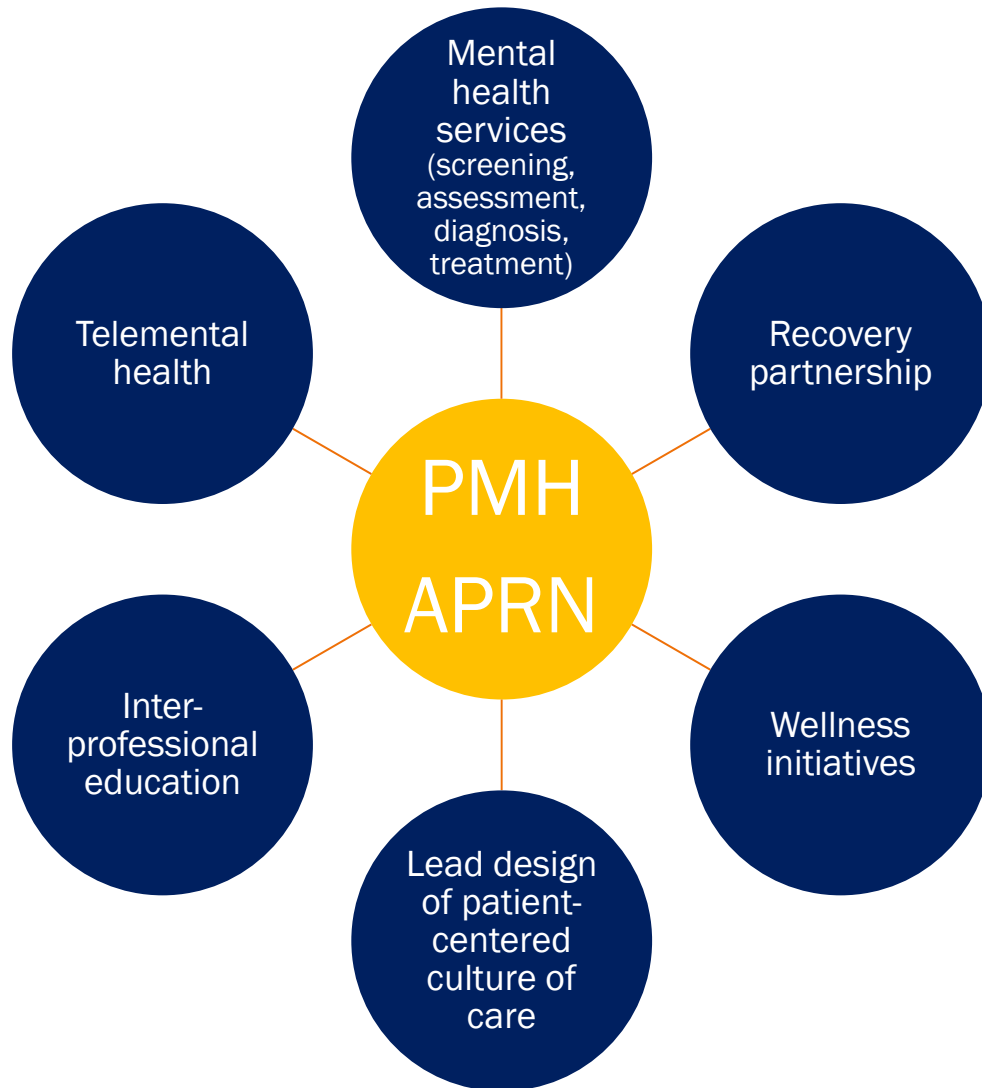 Mental
health
services
(screening,
assessment,
diagnosis,
treatment)
Telemental
health
Recovery
partnership
PMH
APRN
Inter-
professional
education
Wellness
initiatives
Lead design
of patient-
centered
culture of
care